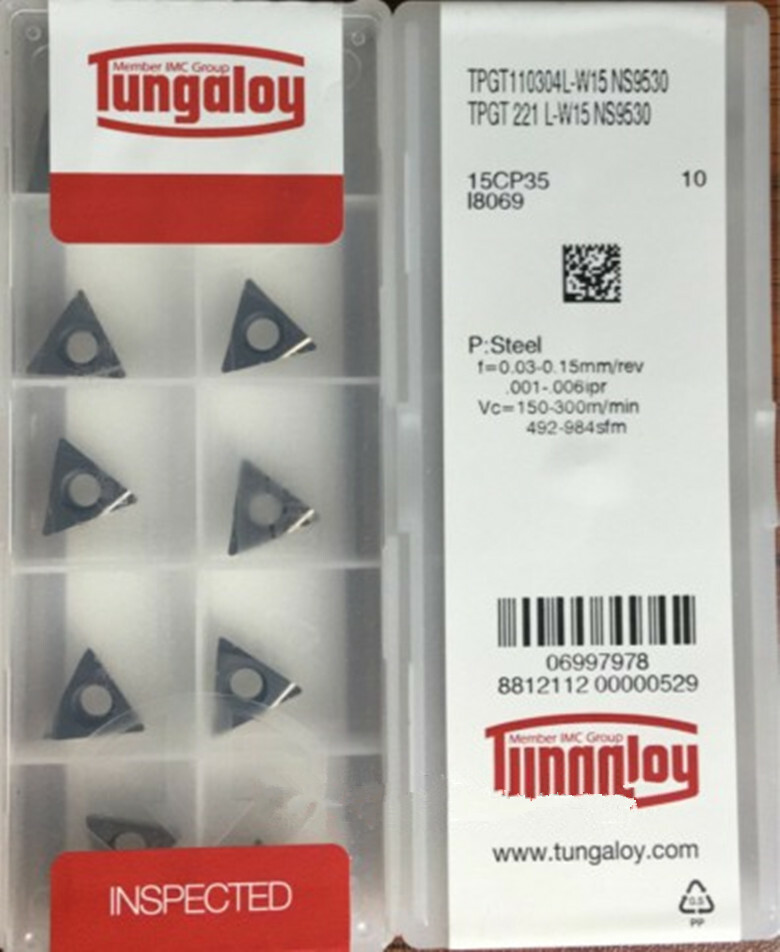 Member IMC Group
Tungaloy
INSPECTED
TPGT110304L-W15 NS9530
TPGT 221 L-W15 NS9530
15CP35 10
I8069
P:Steel
f=0.03-0.15mm/rev
.001-.006ipr
Vc=150-300m/min
492-984sfm
06997978
8812112 00000529
Member IMC Group
www.tungaloy.com
PP